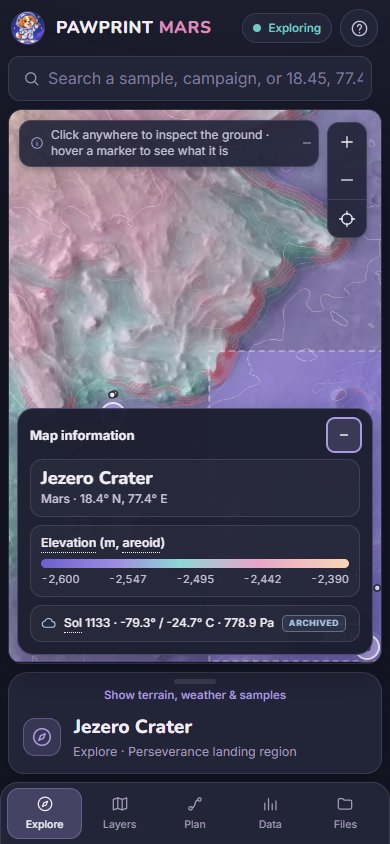 PAWPRINT MARS
Exploring
Search a sample, campaign, or 18.45, 77.4
Click anywhere to inspect the ground ·
hover a marker to see what it is
Map information
Jezero Crater
Mars · 18.4° N, 77.4° E
Elevation (m, areoid)
-2,600 -2,547 -2,495 -2,442 -2,390
Sol 1133 · -79.3° / -24.7° C · 778.9 Pa ARCHIVED
Show terrain, weather & samples
Jezero Crater
Explore · Perseverance landing region
Explore Layers Plan Data Files